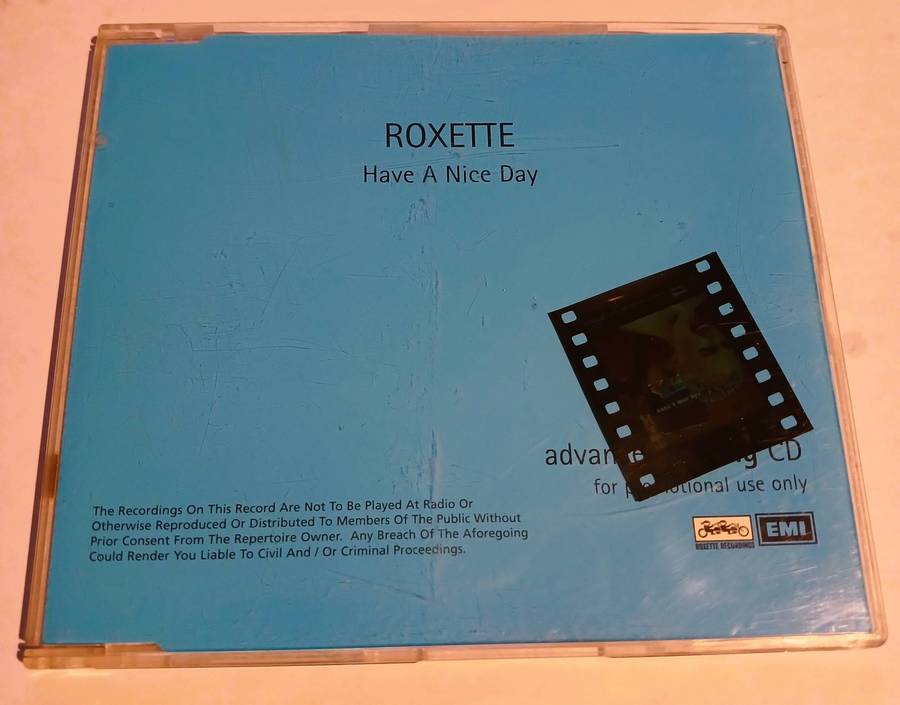 ROXETTE
Have A Nice Day
HAVE A NICE DAY
advan g CD
for p otional use only
The Recordings On This Record Are Not To Be Played At Radio Or
Otherwise Reproduced Or Distributed To Members Of The Public Without
Prior Consent From The Repertoire Owner. Any Breach Of The Aforegoing
Could Render You Liable To Civil And / Or Criminal Proceedings.
ROXETTE RECORDINGS
EMI